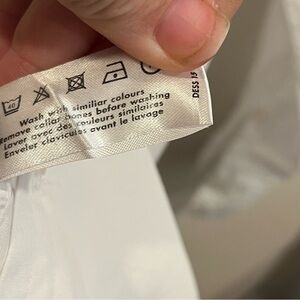 40
Wash with similiar colours
Remove collar bones before washing
Laver avec des couleurs similaires
Enveler clavicules avant le lavage
DESS 15